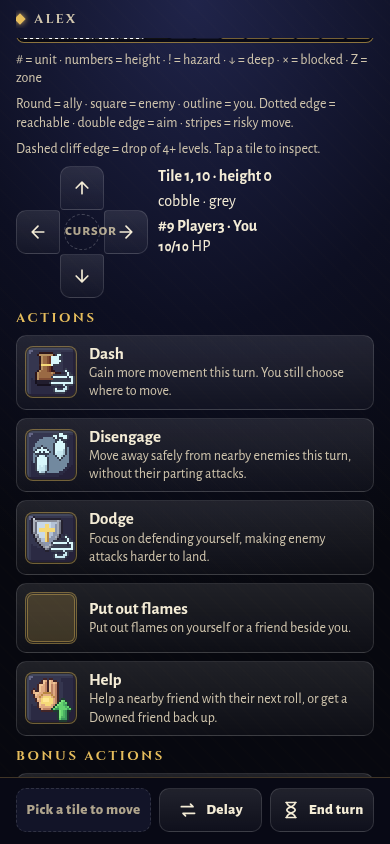 ALEX
# = unit · numbers = height · ! = hazard · ↓ = deep · × = blocked · Z =
zone
Round = ally · square = enemy · outline = you. Dotted edge =
reachable · double edge = aim · stripes = risky move.
Dashed cliff edge = drop of 4+ levels. Tap a tile to inspect.
Tile 1, 10 · height 0
cobble · grey
#9 Player3 · You
10/10 HP
CURSOR
ACTIONS
Dash
Gain more movement this turn. You still choose
where to move.
Disengage
Move away safely from nearby enemies this turn,
without their parting attacks.
Dodge
Focus on defending yourself, making enemy
attacks harder to land.
Put out flames
Put out flames on yourself or a friend beside you.
Help
Help a nearby friend with their next roll, or get a
Downed friend back up.
BONUS ACTIONS
Pick a tile to move
Delay
End turn